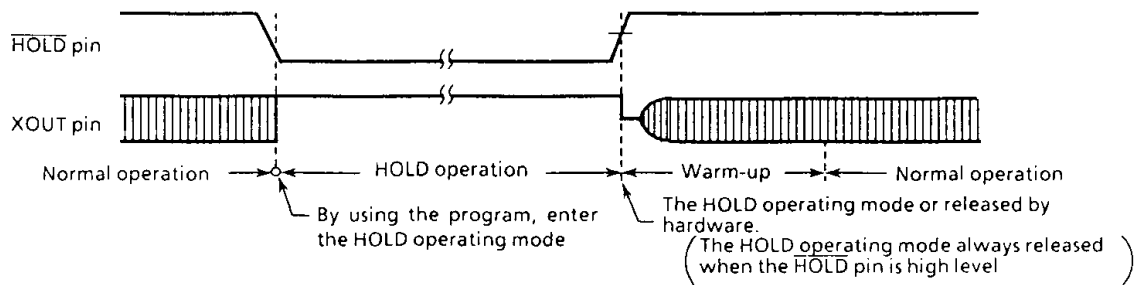 HOLD pin
XOUT pin
Normal operation
HOLD operation
Warm-up
Normal operation
By using the program, enter
the HOLD operating mode
The HOLD operating mode or released by
hardware.
(The HOLD operating mode always released
when the HOLD pin is high level)